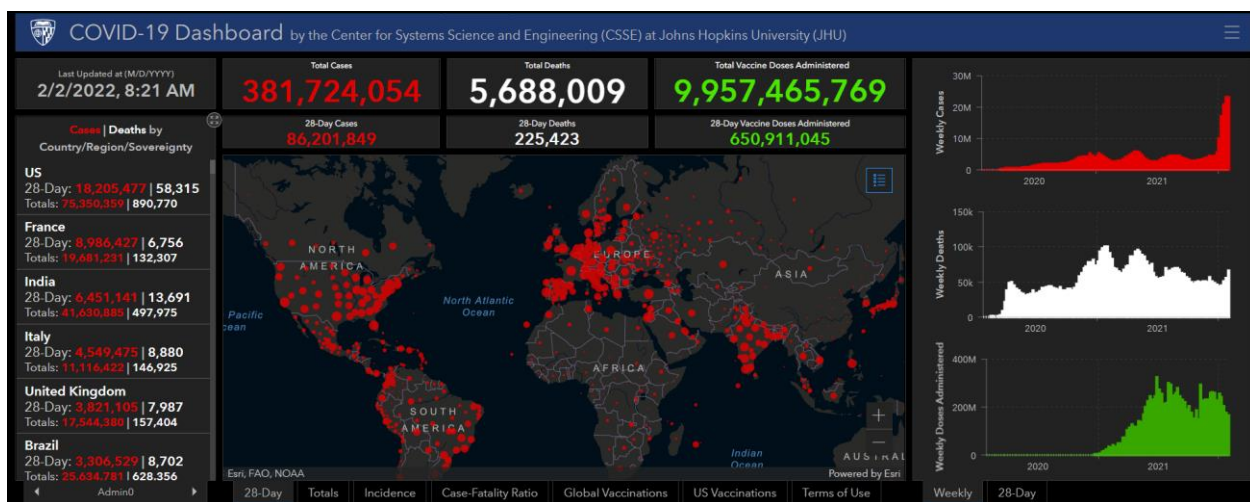 COVID-19 Dashboard by the Center for Systems Science and Engineering (CSSE) at Johns Hopkins University (JHU)
Last Updated at (M/D/YYYY)
2/2/2022, 8:21 AM
Total Cases
381,724,054
Total Deaths
5,688,009
Total Vaccine Doses Administered
9,957,465,769
28-Day Cases
86,201,849
28-Day Deaths
225,423
28-Day Vaccine Doses Administered
650,911,045
Cases | Deaths by
Country/Region/Sovereignty
US
28-Day: 18,205,477 | 58,315
Totals: 75,350,359 | 890,770
France
28-Day: 8,986,427 | 6,756
Totals: 19,681,231 | 132,307
India
28-Day: 6,451,141 | 13,691
Totals: 41,630,885 | 497,975
Italy
28-Day: 4,549,475 | 8,880
Totals: 11,116,422 | 146,925
United Kingdom
28-Day: 3,821,105 | 7,987
Totals: 17,544,380 | 157,404
Brazil
28-Day: 3,306,529 | 8,702
Totals: 25,634,781 | 628,356
Admin0
NORTH
AMERICA
EUROPE
ASIA
North Atlantic
Ocean
Pacific
cean
AFRICA
SOUTH
AMERICA
Indian
Ocean
AUSTRAL
+
−
Esri, FAO, NOAA
Powered by Esri
28-Day
Totals
Incidence
Case-Fatality Ratio
Global Vaccinations
US Vaccinations
Terms of Use
Weekly Cases
30M
20M
10M
0
2020
2021
Weekly Deaths
150k
100k
50k
0
2020
2021
Weekly Doses Administered
400M
200M
0
2020
2021
Weekly
28-Day